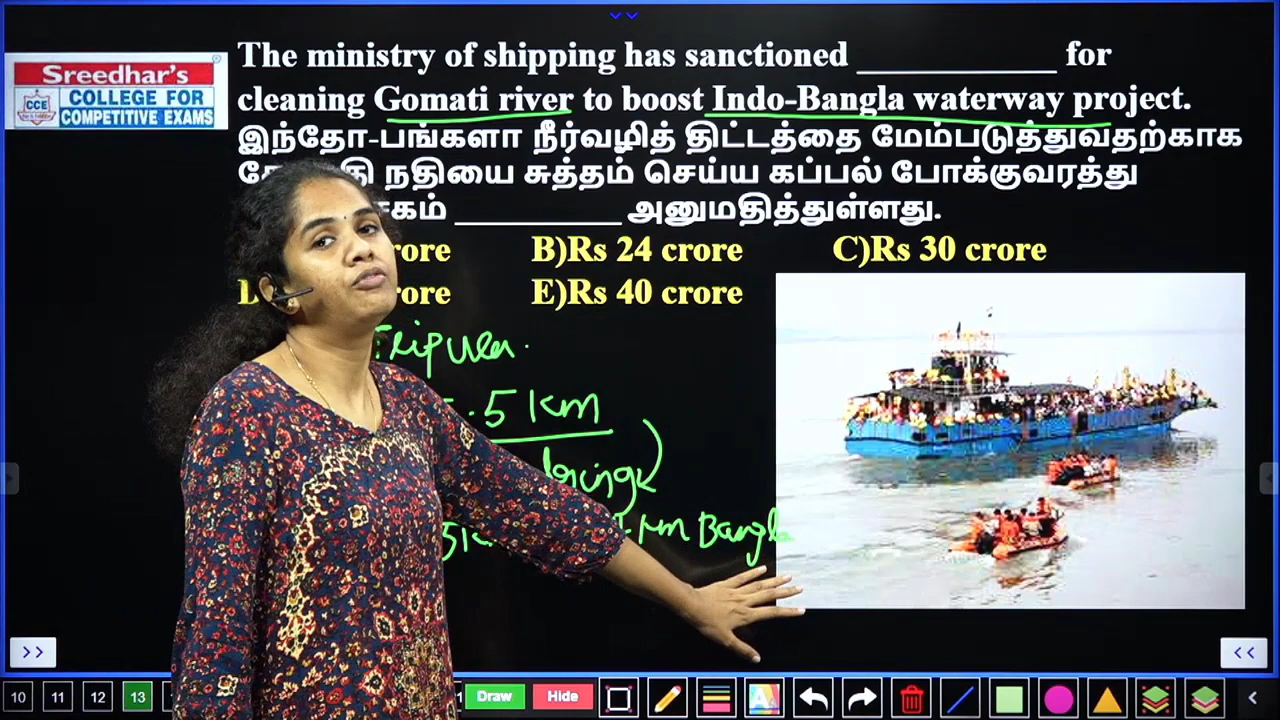 Sreedhar's
CCE
COLLEGE FOR
COMPETITIVE EXAMS
The ministry of shipping has sanctioned ____________ for
cleaning Gomati river to boost Indo-Bangla waterway project.
இந்தோ-பங்களா நீர்வழித் திட்டத்தை மேம்படுத்துவதற்காக
நதியை சுத்தம் செய்ய கப்பல் போக்குவரத்து
__________ அனுமதித்துள்ளது.
rore B)Rs 24 crore C)Rs 30 crore
rore E)Rs 40 crore
.5 Km
Km Bangla
>> <<
10 11 12 13 1 Draw Hide